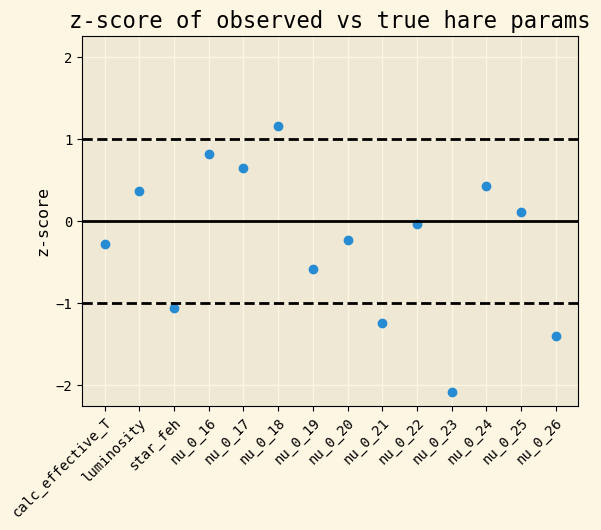 z-score of observed vs true hare params
z-score
2
1
0
−1
−2
calc_effective_T
luminosity
star_feh
nu_0_16
nu_0_17
nu_0_18
nu_0_19
nu_0_20
nu_0_21
nu_0_22
nu_0_23
nu_0_24
nu_0_25
nu_0_26